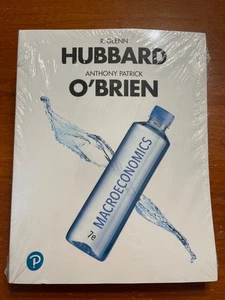 R. GLENN
HUBBARD
ANTHONY PATRICK
O'BRIEN
MACROECONOMICS
7e
P